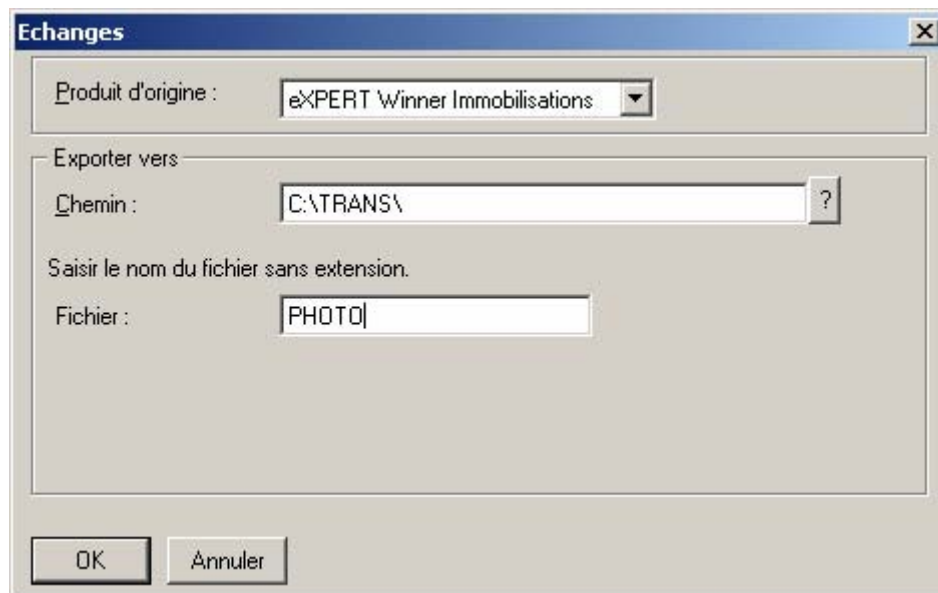 Echanges
Produit d'origine : eXPERT Winner Immobilisations
Exporter vers
Chemin : C:\TRANS\ ?
Saisir le nom du fichier sans extension.
Fichier : PHOTO
OK Annuler